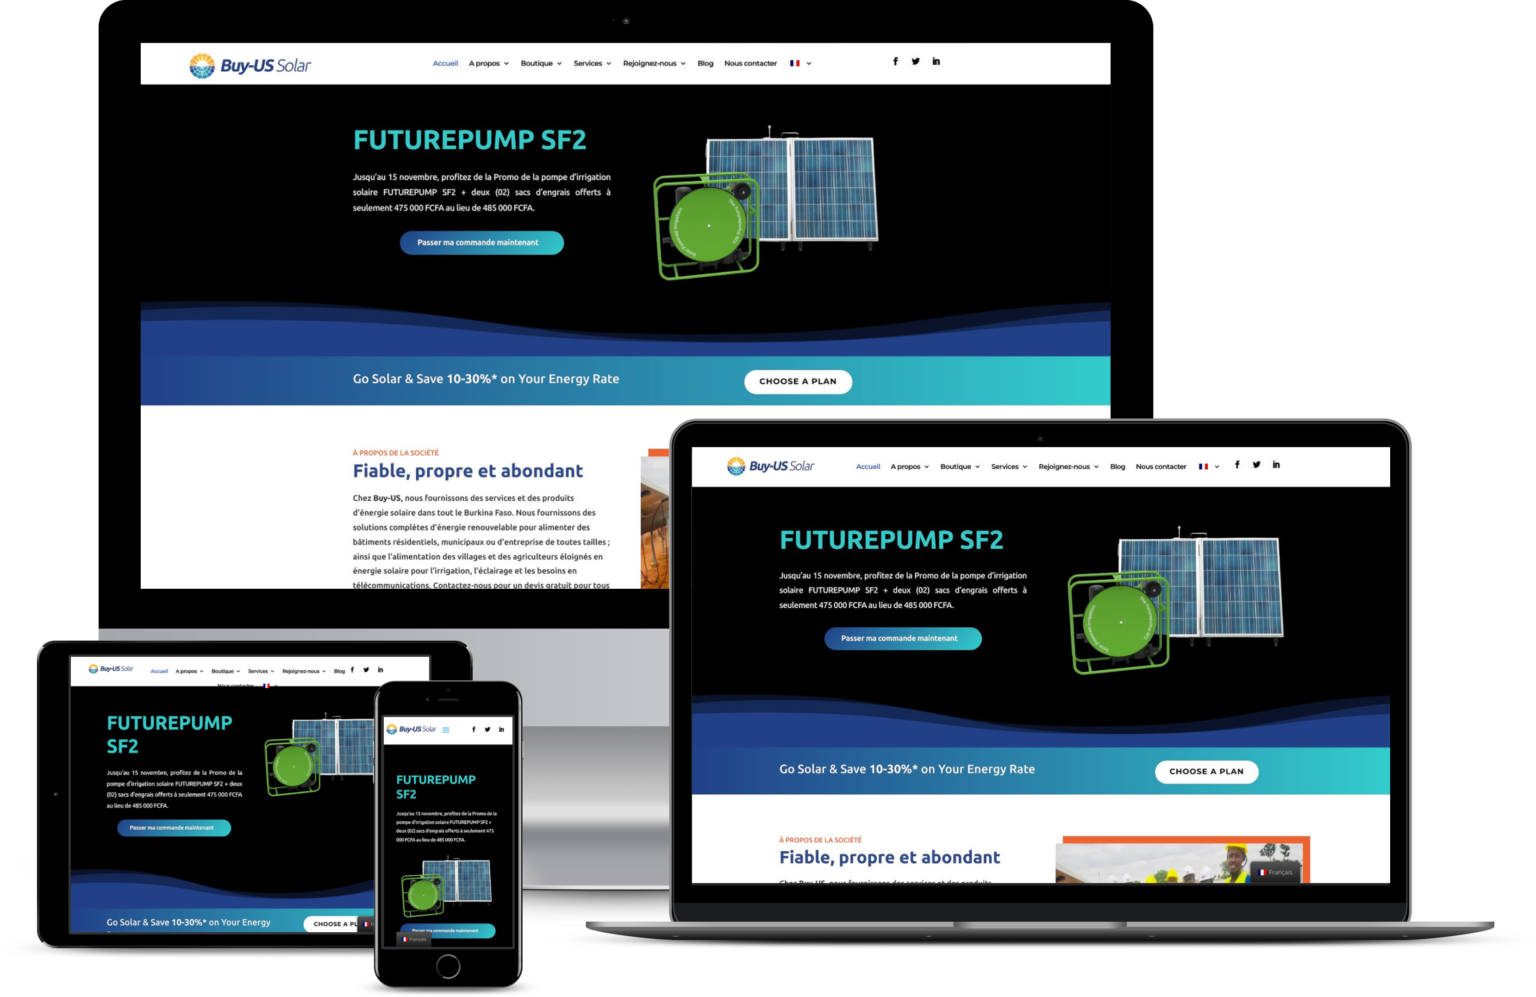 Buy-US Solar
Accueil A propos Boutique Services Rejoignez-nous Blog Nous contacter
FUTUREPUMP SF2
Jusqu'au 15 novembre, profitez de la Promo de la pompe d'irrigation
solaire FUTUREPUMP SF2 + deux (02) sacs d'engrais offerts à
seulement 475 000 FCFA au lieu de 485 000 FCFA.
Passer ma commande maintenant
Go Solar & Save 10-30%* on Your Energy Rate
CHOOSE A PLAN
À PROPOS DE LA SOCIÉTÉ
Fiable, propre et abondant
Chez Buy-US, nous fournissons des services et des produits
d'énergie solaire dans tout le Burkina Faso. Nous fournissons des
solutions complètes d'énergie renouvelable pour alimenter des
bâtiments résidentiels, municipaux ou d'entreprise de toutes tailles ;
ainsi que l'alimentation des villages et des agriculteurs éloignés en
énergie solaire pour l'irrigation, l'éclairage et les besoins en
télécommunications. Contactez-nous pour un devis gratuit pour tous
Buy-US Solar
Accueil A propos Boutique Services Rejoignez-nous Blog Nous contacter
FUTUREPUMP SF2
Jusqu'au 15 novembre, profitez de la Promo de la pompe d'irrigation
solaire FUTUREPUMP SF2 + deux (02) sacs d'engrais offerts à
seulement 475 000 FCFA au lieu de 485 000 FCFA.
Passer ma commande maintenant
Go Solar & Save 10-30%* on Your Energy Rate
CHOOSE A PLAN
À PROPOS DE LA SOCIÉTÉ
Fiable, propre et abondant
Chez Buy-US, nous fournissons des services et des produits
Français
Buy-US Solar
Accueil A propos Boutique Services Rejoignez-nous Blog
Nous contacter
FUTUREPUMP
SF2
Jusqu'au 15 novembre, profitez de la Promo de la
pompe d'irrigation solaire FUTUREPUMP SF2 + deux
(02) sacs d'engrais offerts à seulement 475 000 FCFA
au lieu de 485 000 FCFA.
Passer ma commande maintenant
Go Solar & Save 10-30%* on Your Energy
CHOOSE A PL
Buy-US Solar
FUTUREPUMP
SF2
Jusqu'au 15 novembre, profitez de la Promo de la
pompe d'irrigation solaire FUTUREPUMP SF2 +
deux (02) sacs d'engrais offerts à seulement 475
000 FCFA au lieu de 485 000 FCFA.
Passer ma commande maintenant
Français